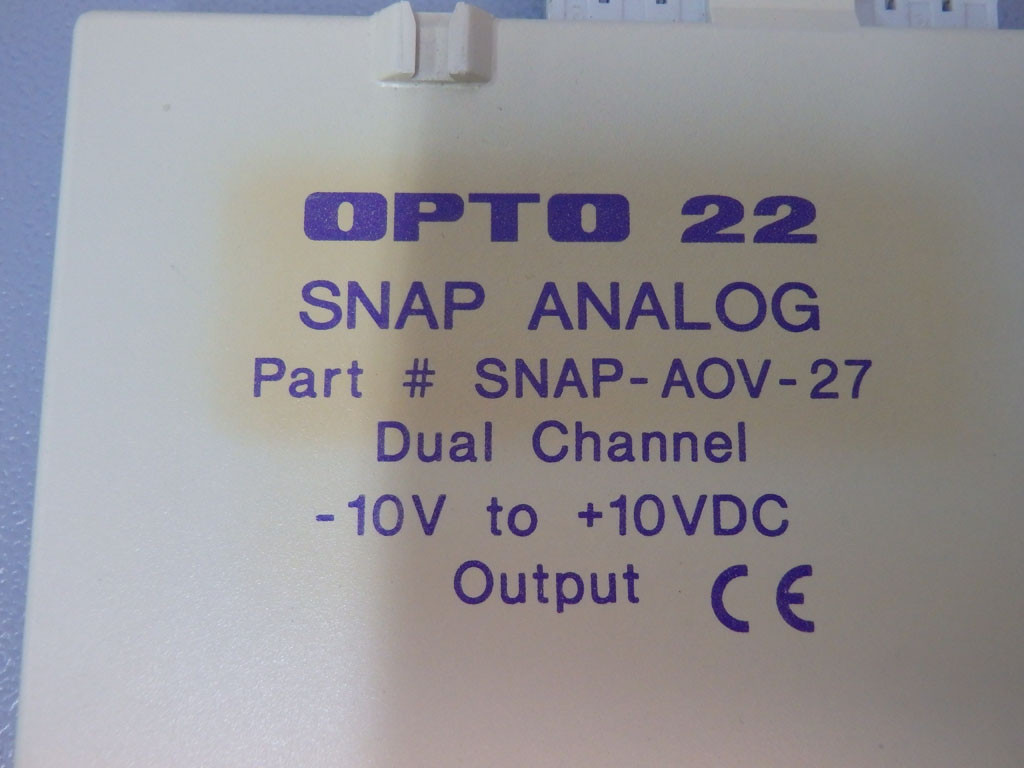 OPTO 22
SNAP ANALOG
Part # SNAP-AOV-27
Dual Channel
-10V to +10VDC
Output CE